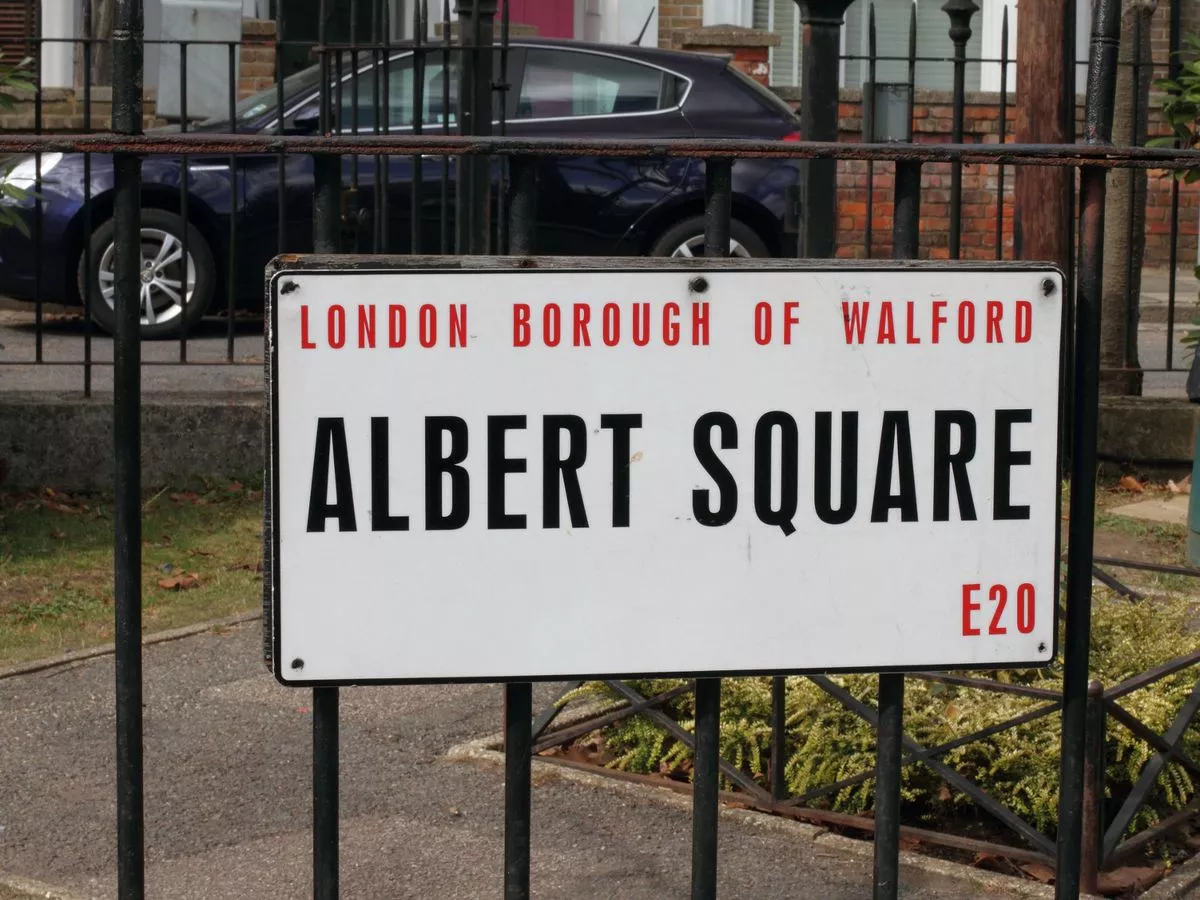 LONDON BOROUGH OF WALFORD
ALBERT SQUARE
E20